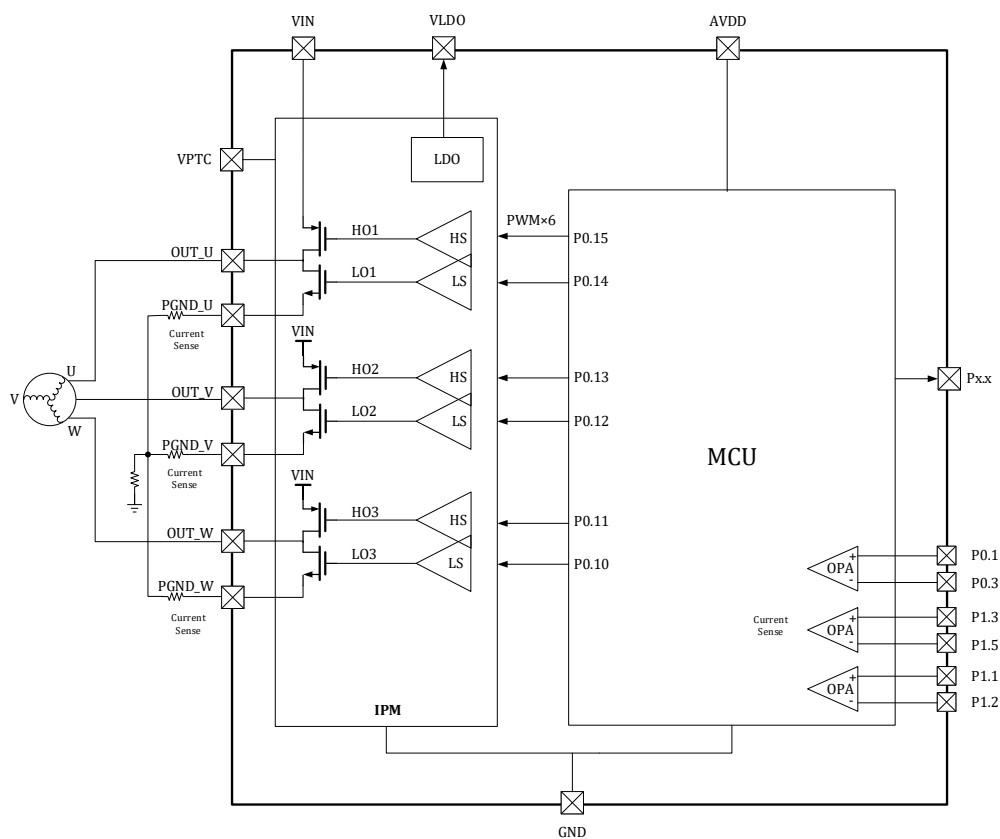 VIN
VLDO
AVDD
VPTC
LDO
PWM×6
OUT_U
HO1
HS
P0.15
LO1
LS
P0.14
PGND_U
Current
Sense
VIN
U
V
W
OUT_V
HO2
HS
P0.13
Px.x
LO2
LS
P0.12
PGND_V
Current
Sense
MCU
VIN
OUT_W
HO3
HS
P0.11
LO3
LS
P0.10
PGND_W
Current
Sense
OPA
+
-
P0.1
P0.3
Current
Sense
OPA
+
-
P1.3
P1.5
OPA
+
-
P1.1
P1.2
IPM
GND